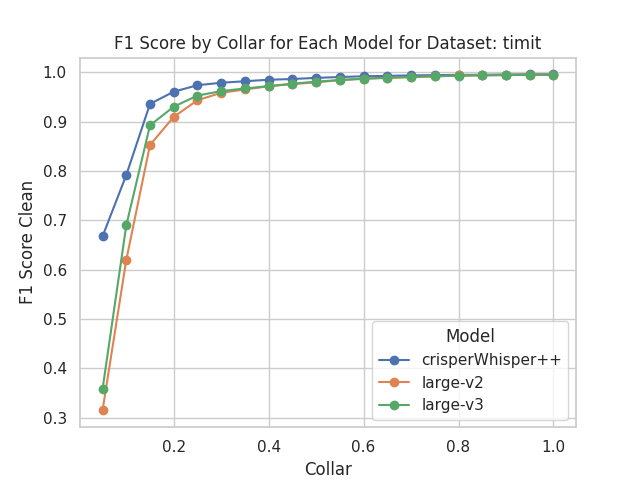 F1 Score by Collar for Each Model for Dataset: timit
1.0
0.9
0.8
0.7
0.6
0.5
0.4
0.3
F1 Score Clean
0.2
0.4
0.6
0.8
1.0
Collar
Model
crisperWhisper++
large-v2
large-v3